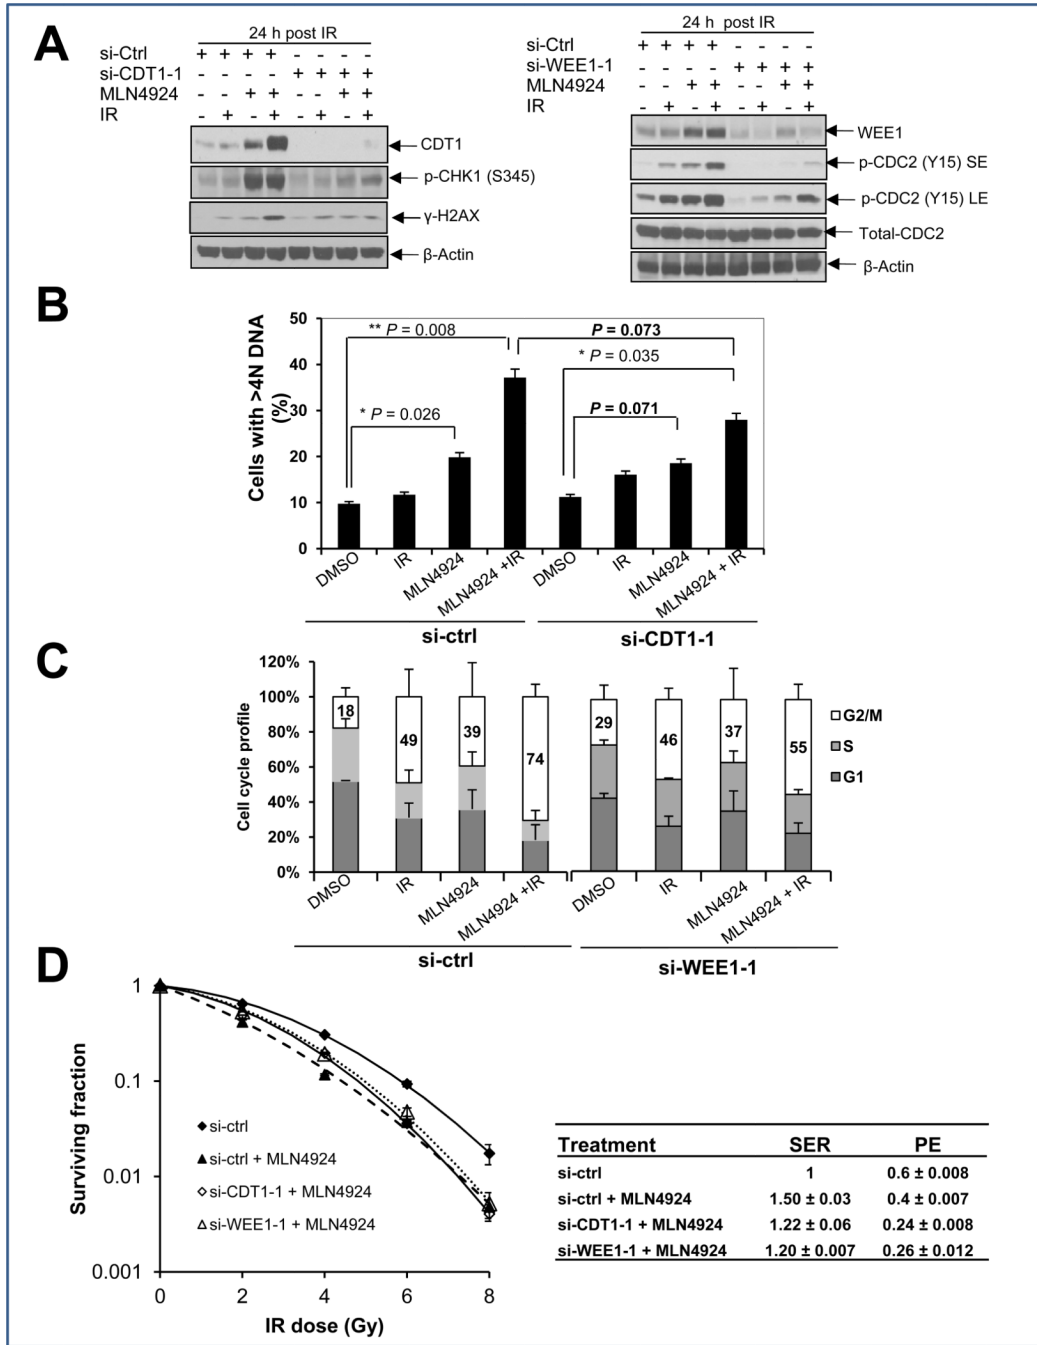 A
24 h post IR
si-Ctrl + + + + - - - -
si-CDT1-1 - - - - + + + +
MLN4924 - - + + - - + +
IR - + - + - + - +
CDT1
p-CHK1 (S345)
γ-H2AX
β-Actin
24 h post IR
si-Ctrl + + + + - - - -
si-WEE1-1 - - - - + + + +
MLN4924 - - + + - - + +
IR - + - + - + - +
WEE1
p-CDC2 (Y15) SE
p-CDC2 (Y15) LE
Total-CDC2
β-Actin
B
Cells with >4N DNA
(%)
50
40
30
20
10
0
** P = 0.008
P = 0.073
* P = 0.035
* P = 0.026
P = 0.071
DMSO
IR
MLN4924
MLN4924 +IR
DMSO
IR
MLN4924
MLN4924 + IR
si-ctrl
si-CDT1-1
C
Cell cycle profile
120%
100%
80%
60%
40%
20%
0%
18
49
39
74
29
46
37
55
G2/M
S
G1
DMSO
IR
MLN4924
MLN4924 +IR
DMSO
IR
MLN4924
MLN4924 + IR
si-ctrl
si-WEE1-1
D
Surviving fraction
1
0.1
0.01
0.001
si-ctrl
si-ctrl + MLN4924
si-CDT1-1 + MLN4924
si-WEE1-1 + MLN4924
0 2 4 6 8
IR dose (Gy)
Treatment SER PE
si-ctrl 1 0.6 ± 0.008
si-ctrl + MLN4924 1.50 ± 0.03 0.4 ± 0.007
si-CDT1-1 + MLN4924 1.22 ± 0.06 0.24 ± 0.008
si-WEE1-1 + MLN4924 1.20 ± 0.007 0.26 ± 0.012